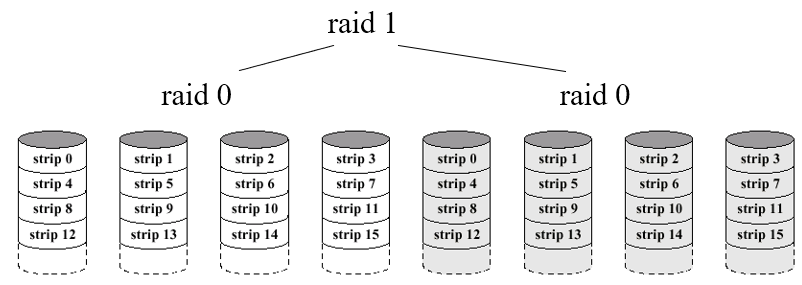 raid 1
raid 0 raid 0
strip 0 strip 1 strip 2 strip 3 strip 0 strip 1 strip 2 strip 3
strip 4 strip 5 strip 6 strip 7 strip 4 strip 5 strip 6 strip 7
strip 8 strip 9 strip 10 strip 11 strip 8 strip 9 strip 10 strip 11
strip 12 strip 13 strip 14 strip 15 strip 12 strip 13 strip 14 strip 15